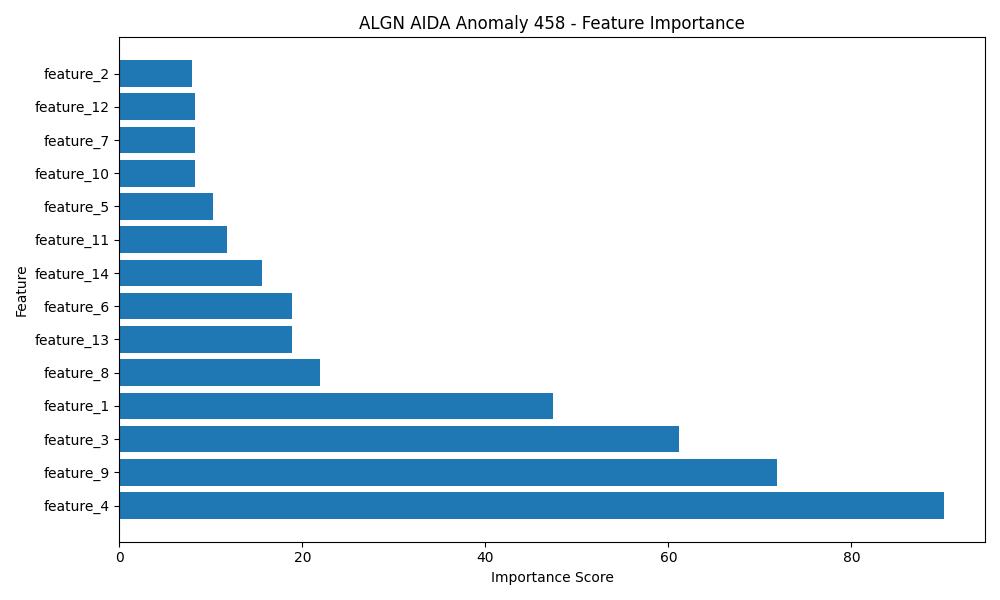 ALGN AIDA Anomaly 458 - Feature Importance
feature_2
feature_12
feature_7
feature_10
feature_5
feature_11
feature_14
feature_6
feature_13
feature_8
feature_1
feature_3
feature_9
feature_4
Feature
0 20 40 60 80
Importance Score